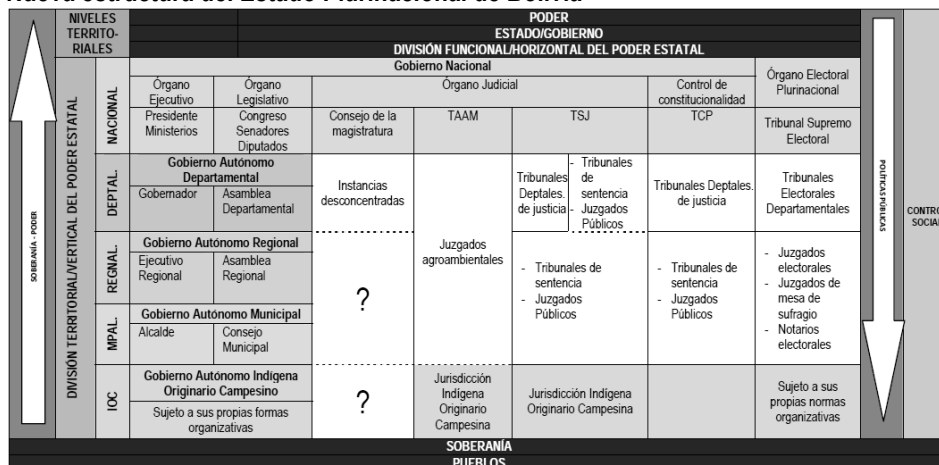 Nueva estructura del Estado Plurinacional de Bolivia
NIVELES
TERRITO-
RIALES
PODER
ESTADO/GOBIERNO
DIVISIÓN FUNCIONAL/HORIZONTAL DEL PODER ESTATAL
SOBERANÍA - PODER
DIVISIÓN TERRITORIAL/VERTICAL DEL PODER ESTATAL
NACIONAL
Gobierno Nacional
Órgano
Ejecutivo
Órgano
Legislativo
Órgano Judicial
Control de
constitucionalidad
Órgano Electoral
Plurinacional
Presidente
Ministerios
Congreso
Senadores
Diputados
Consejo de la
magistratura
TAAM
TSJ
TCP
Tribunal Supremo
Electoral
DEPTAL.
Gobierno Autónomo
Departamental
Gobernador
Asamblea
Departamental
Instancias
desconcentradas
Tribunales
Deptales.
de justicia
- Tribunales
de
sentencia
- Juzgados
Públicos
Tribunales Deptales.
de justicia
Tribunales
Electorales
Departamentales
REGNAL.
Gobierno Autónomo Regional
Ejecutivo
Regional
Asamblea
Regional
?
Juzgados
agroambientales
- Tribunales de
sentencia
- Juzgados
Públicos
- Tribunales de
sentencia
- Juzgados
Públicos
- Juzgados
electorales
- Juzgados de
mesa de
sufragio
- Notarios
electorales
MPAL.
Gobierno Autónomo Municipal
Alcalde
Consejo
Municipal
IOC
Gobierno Autónomo Indígena
Originario Campesino
Sujeto a sus propias formas
organizativas
?
Jurisdicción
Indígena
Originario
Campesina
Jurisdicción Indígena
Originario Campesina
Sujeto a sus
propias normas
organizativas
POLÍTICAS PÚBLICAS
CONTROL
SOCIAL
SOBERANÍA
PUEBLOS